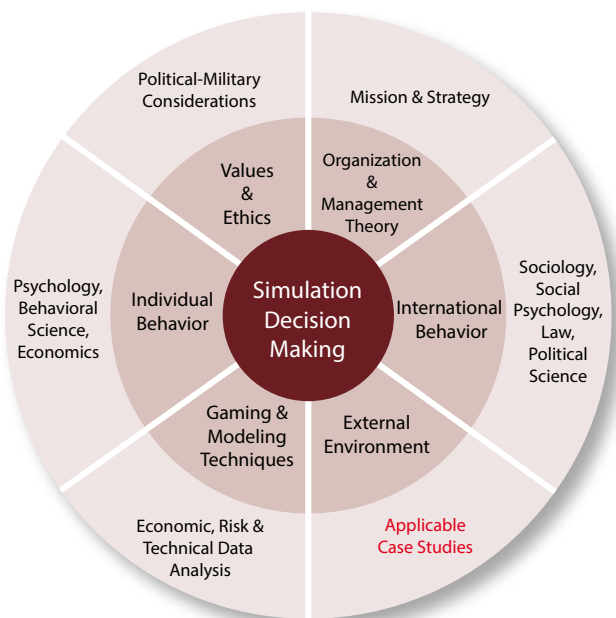 Political-Military
Considerations
Mission & Strategy
Values
&
Ethics
Organization
&
Management
Theory
Psychology,
Behavioral
Science,
Economics
Individual
Behavior
Simulation
Decision
Making
International
Behavior
Sociology,
Social
Psychology,
Law,
Political
Science
Gaming &
Modeling
Techniques
External
Environment
Economic, Risk &
Technical Data
Analysis
Applicable
Case Studies